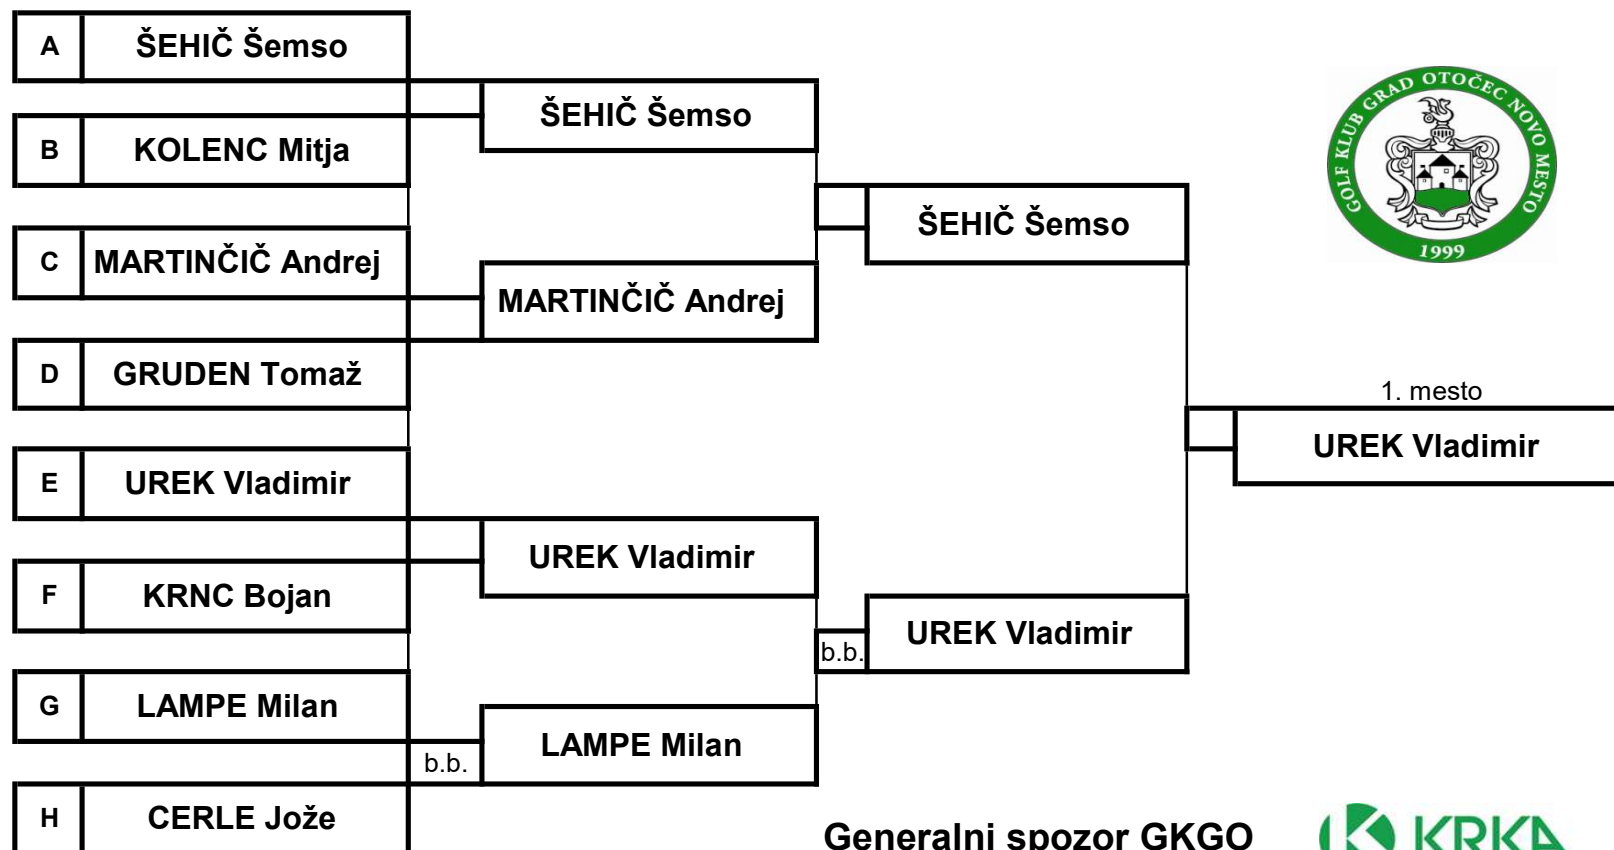 A ŠEHIČ Šemso
ŠEHIČ Šemso
B KOLENC Mitja
ŠEHIČ Šemso
C MARTINČIČ Andrej
MARTINČIČ Andrej
D GRUDEN Tomaž
1. mesto
UREK Vladimir
E UREK Vladimir
UREK Vladimir
F KRNC Bojan
b.b. UREK Vladimir
G LAMPE Milan
b.b. LAMPE Milan
H CERLE Jože
GOLF KLUB GRAD OTOČEC NOVO MESTO
1999
Generalni spozor GKGO
KRKA